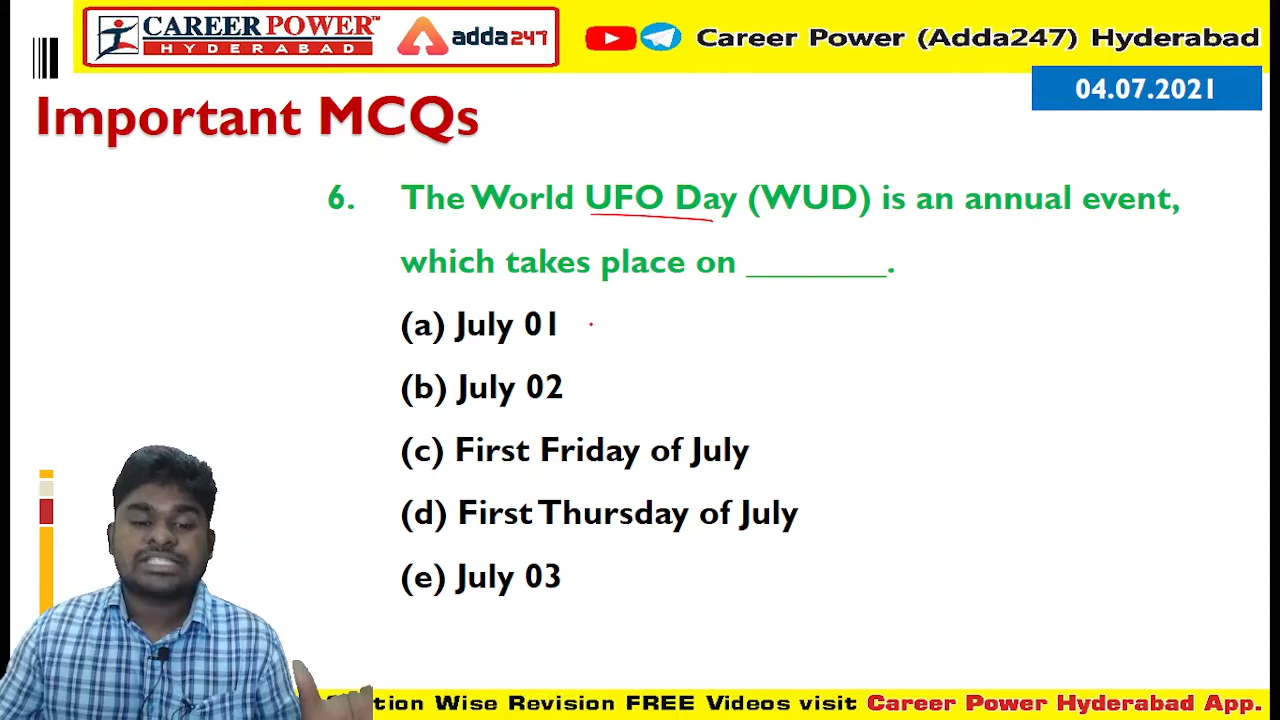 CAREER POWER™
HYDERABAD
adda247
Career Power (Adda247) Hyderabad
04.07.2021
Important MCQs
6. The World UFO Day (WUD) is an annual event,
which takes place on ________.
(a) July 01
(b) July 02
(c) First Friday of July
(d) First Thursday of July
(e) July 03
Wise Revision FREE Videos visit Career Power Hyderabad App.